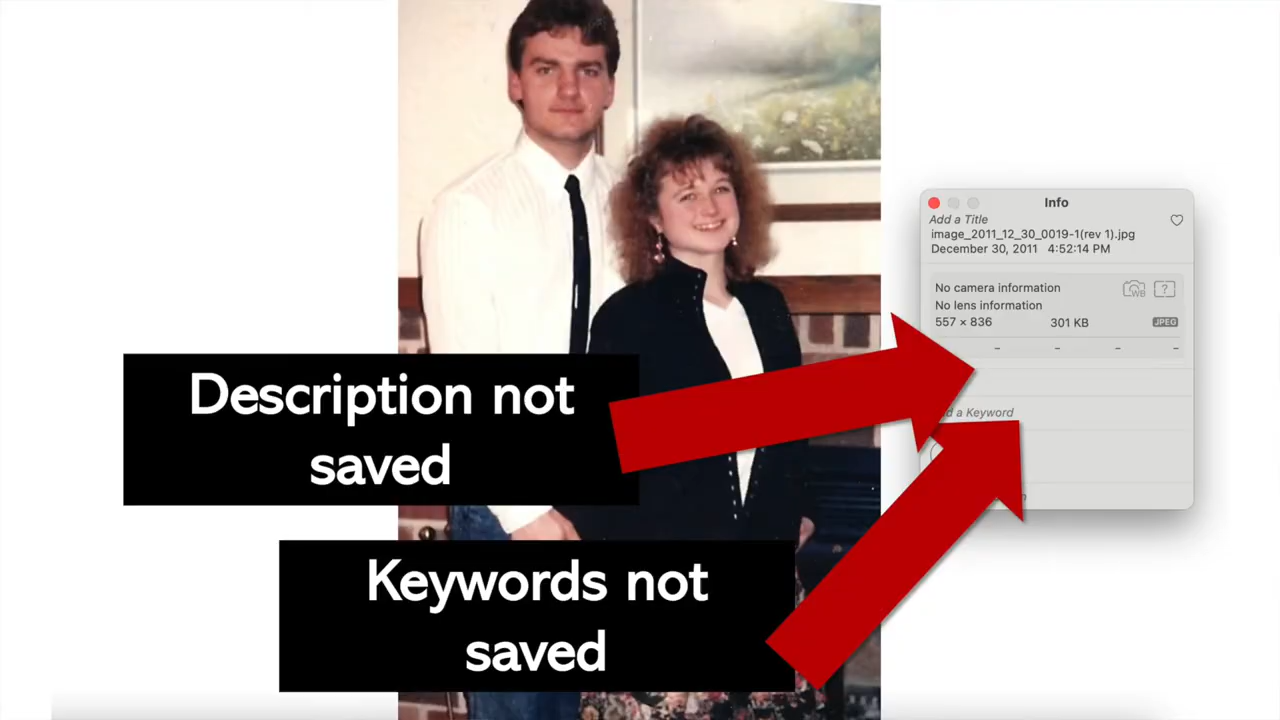 Info
Add a Title
image_2011_12_30_0019-1(rev 1).jpg
December 30, 2011 4:52:14 PM
No camera information
WB
?
No lens information
557 × 836 301 KB JPEG
– – – –
Description not
saved
a Keyword
Keywords not
saved